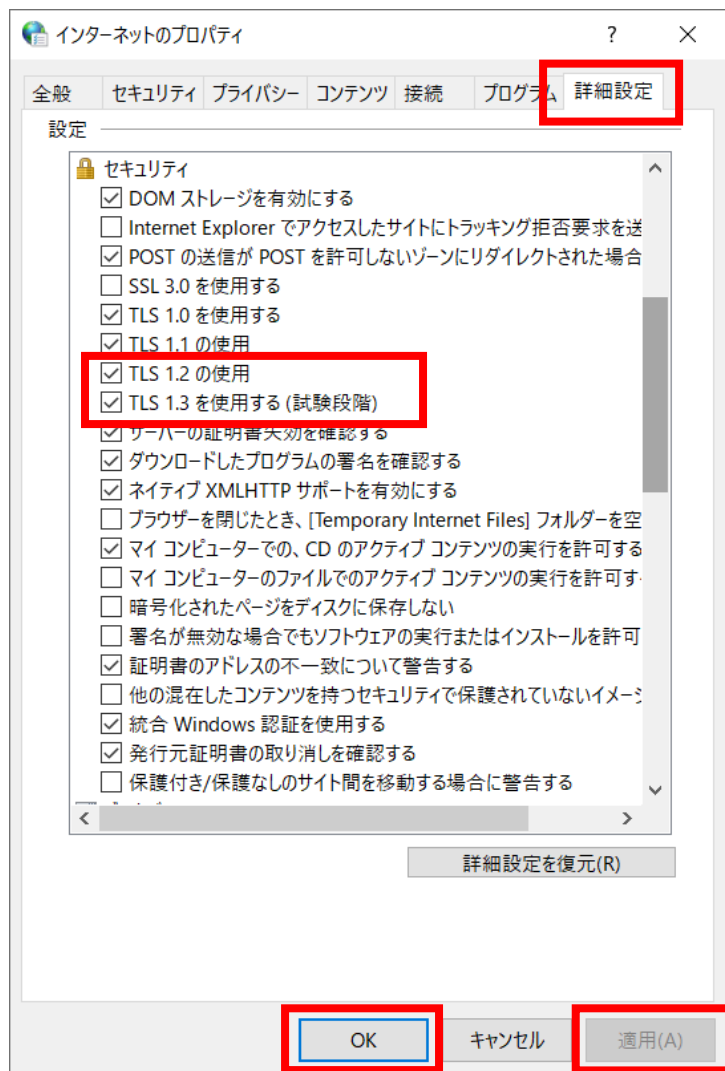 インターネットのプロパティ
全般 セキュリティ プライバシー コンテンツ 接続 プログラム 詳細設定
設定
セキュリティ
DOM ストレージを有効にする
Internet Explorer でアクセスしたサイトにトラッキング拒否要求を送
POST の送信が POST を許可しないゾーンにリダイレクトされた場合
SSL 3.0 を使用する
TLS 1.0 を使用する
TLS 1.1 の使用
TLS 1.2 の使用
TLS 1.3 を使用する (試験段階)
サーバーの証明書失効を確認する
ダウンロードしたプログラムの署名を確認する
ネイティブ XMLHTTP サポートを有効にする
ブラウザーを閉じたとき、[Temporary Internet Files] フォルダーを空
マイ コンピューターでの、CD のアクティブ コンテンツの実行を許可する
マイ コンピューターのファイルでのアクティブ コンテンツの実行を許可す
暗号化されたページをディスクに保存しない
署名が無効な場合でもソフトウェアの実行またはインストールを許可
証明書のアドレスの不一致について警告する
他の混在したコンテンツを持つセキュリティで保護されていないイメージ
統合 Windows 認証を使用する
発行元証明書の取り消しを確認する
保護付き/保護なしのサイト間を移動する場合に警告する
詳細設定を復元(R)
OK キャンセル 適用(A)